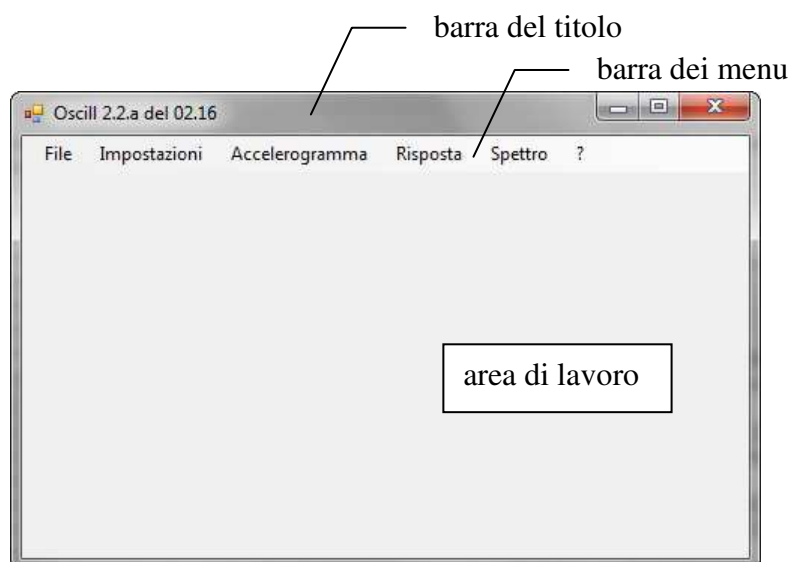 barra del titolo
barra dei menu
Oscill 2.2.a del 02.16
File Impostazioni Accelerogramma Risposta Spettro ?
area di lavoro